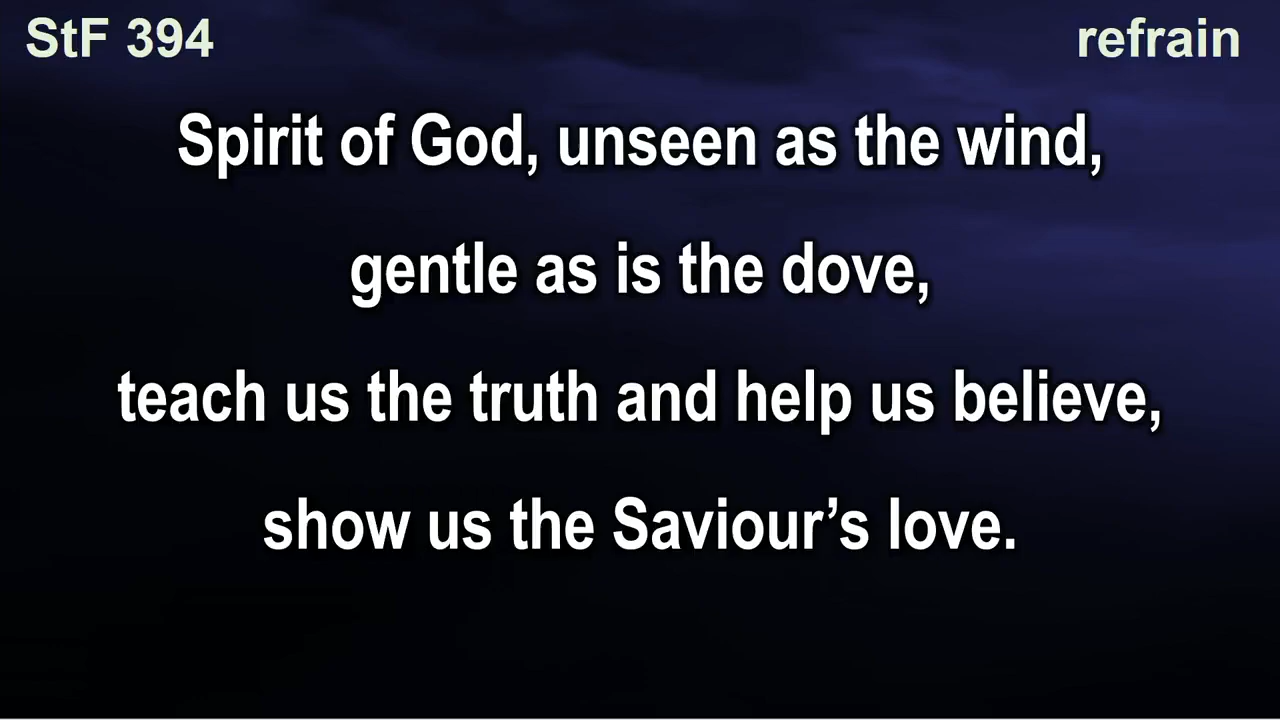 StF 394
refrain
Spirit of God, unseen as the wind,
gentle as is the dove,
teach us the truth and help us believe,
show us the Saviour’s love.